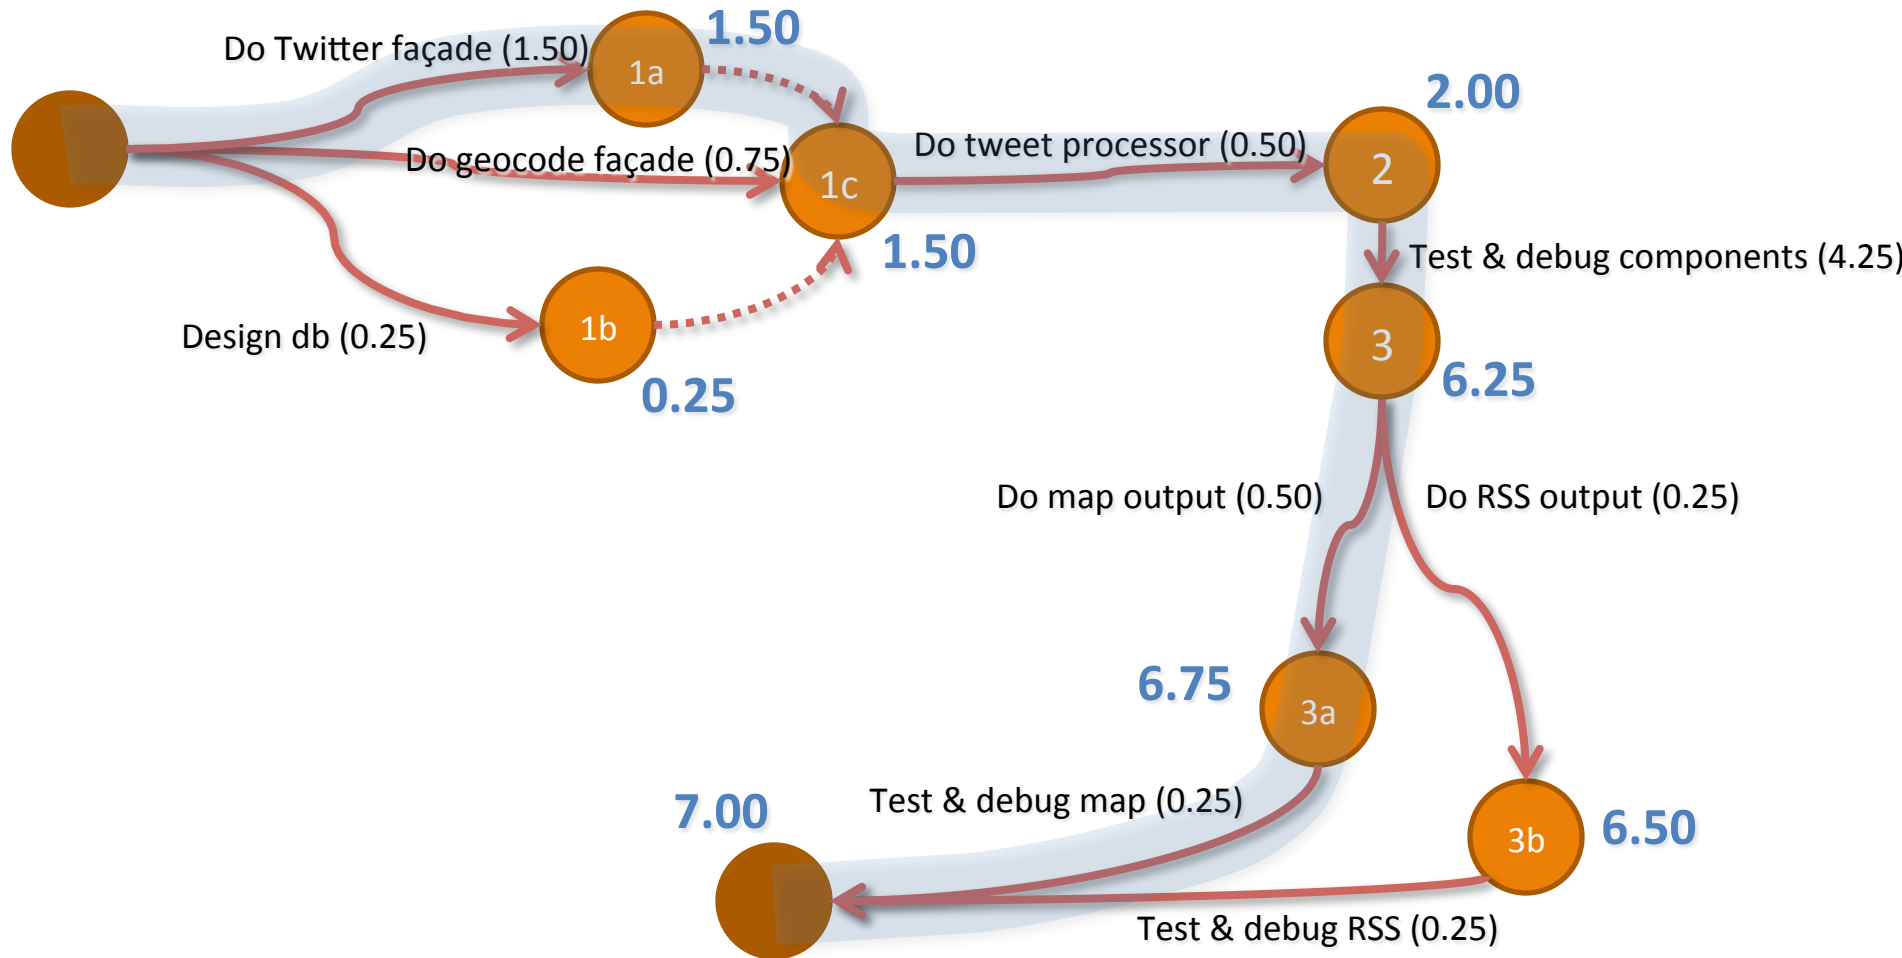 1.50
Do Twitter façade (1.50)
1a
2.00
Do tweet processor (0.50)
Do geocode façade (0.75)
2
1c
1.50
Test & debug components (4.25)
1b
Design db (0.25)
3
0.25
6.25
Do map output (0.50)
Do RSS output (0.25)
6.75
3a
Test & debug map (0.25)
7.00
6.50
3b
Test & debug RSS (0.25)